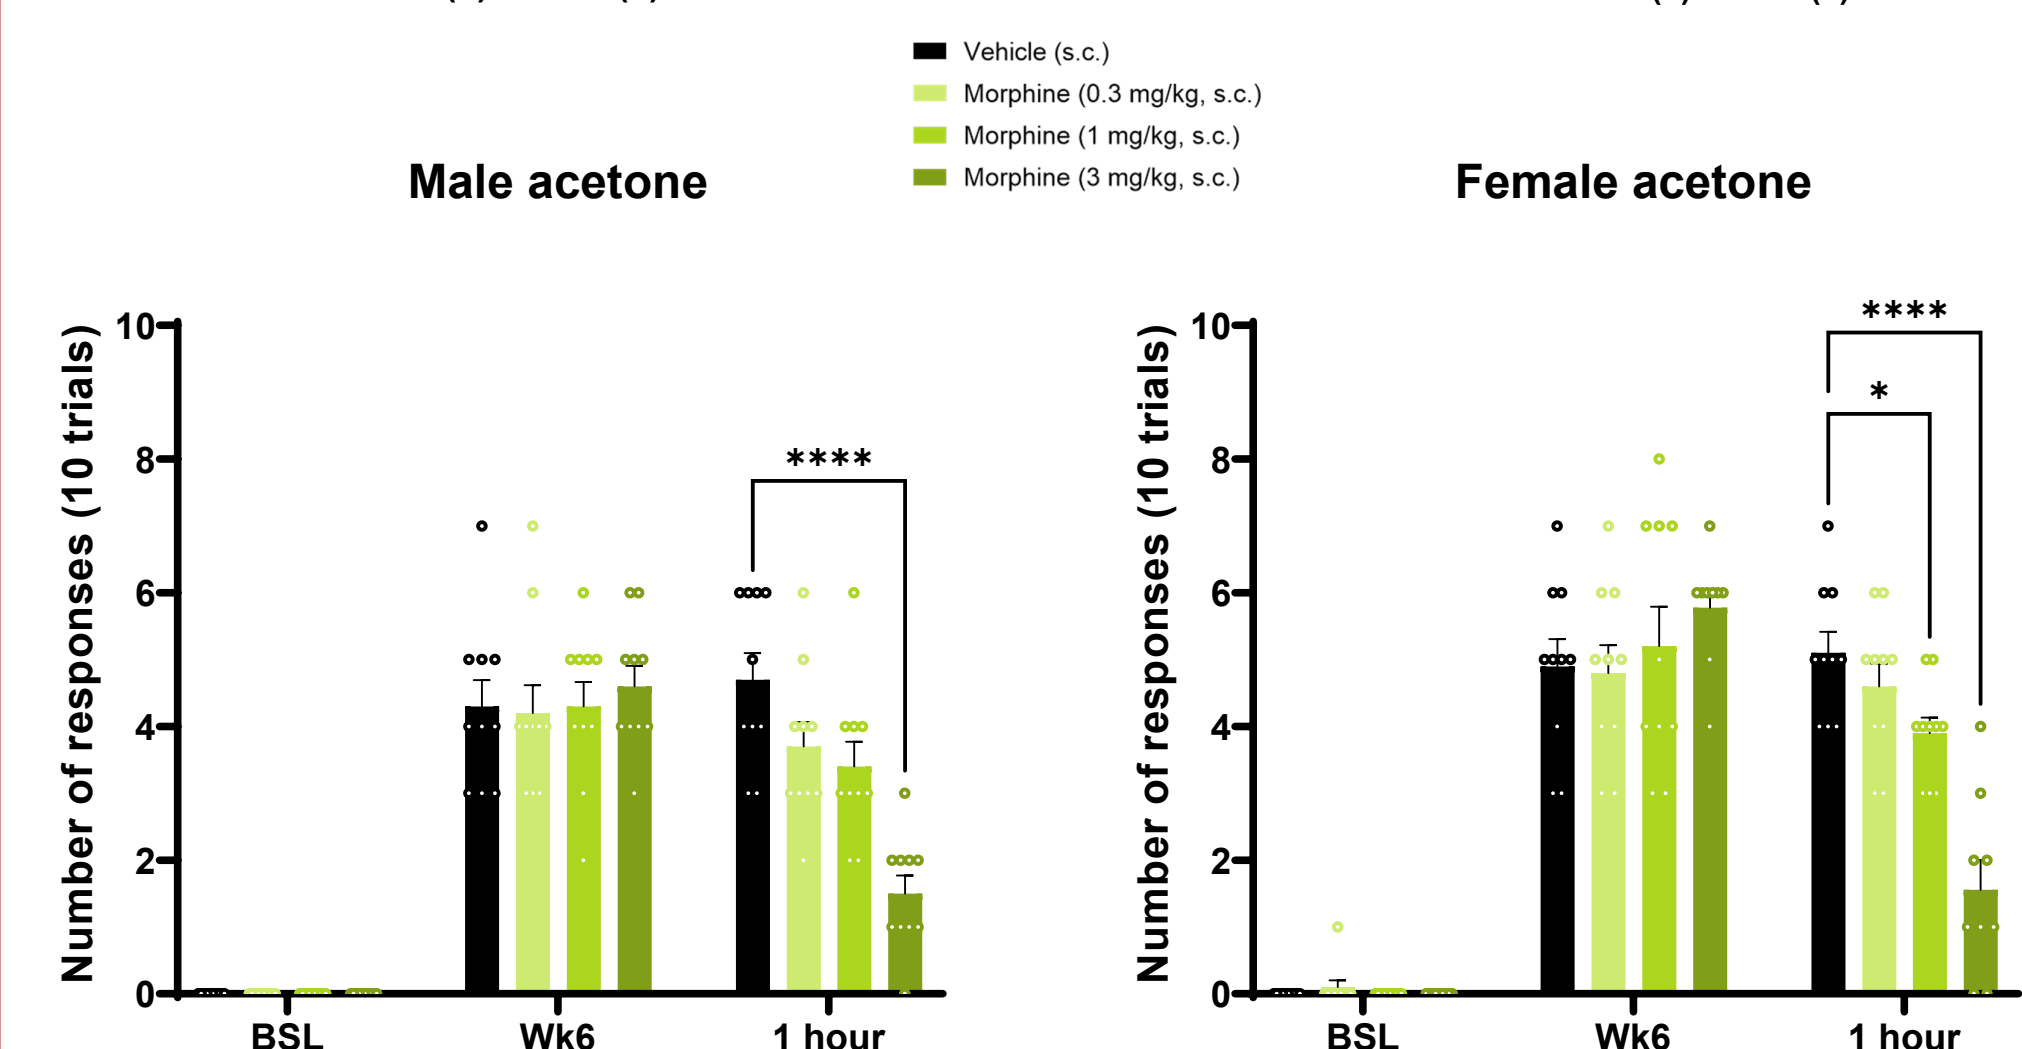 Vehicle (s.c.)
Morphine (0.3 mg/kg, s.c.)
Morphine (1 mg/kg, s.c.)
Morphine (3 mg/kg, s.c.)
Male acetone
Number of responses (10 trials)
10
8
6
4
2
0
****
BSL
Wk6
1 hour
Female acetone
Number of responses (10 trials)
10
8
6
4
2
0
****
*
BSL
Wk6
1 hour